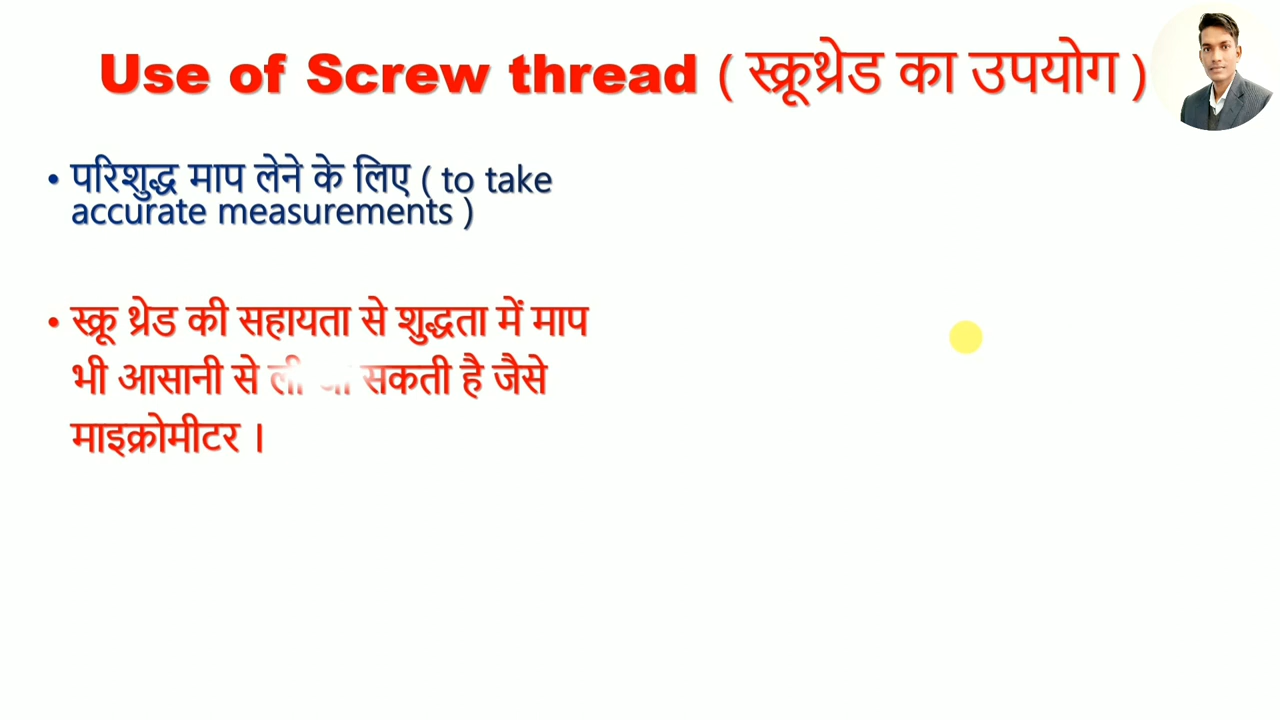 Use of Screw thread ( स्क्रूथ्रेड का उपयोग )
• परिशुद्ध माप लेने के लिए ( to take
accurate measurements )
• स्क्रू थ्रेड की सहायता से शुद्धता में माप
भी आसानी से ली सकती है जैसे
माइक्रोमीटर ।